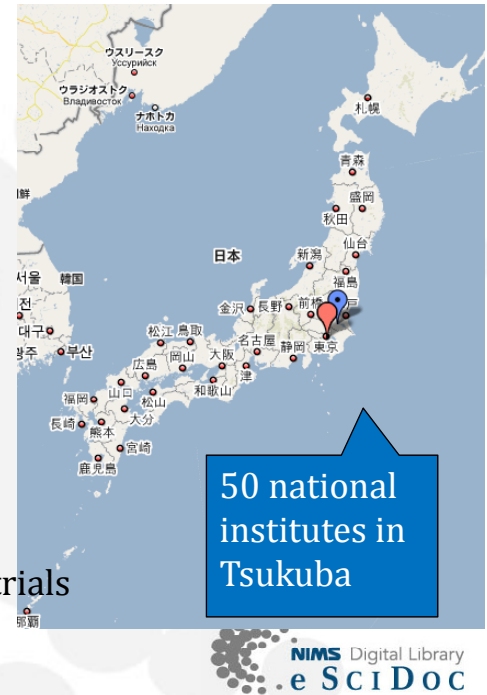 ウスリースク
Уссурийск
ウラジオストク
Владивосток
ナホトカ
Находка
札幌
青森
盛岡
秋田
仙台
新潟
福島
日本
서울
韓国
金沢
長野
前橋
戸
대구
부산
松江
鳥取
名古屋
静岡
東京
広島
岡山
大阪
津
福岡
山口
松山
和歌山
長崎
熊本
大分
宮崎
鹿児島
50 national
institutes in
Tsukuba
trials
那覇
NIMS Digital Library
e SciDoc